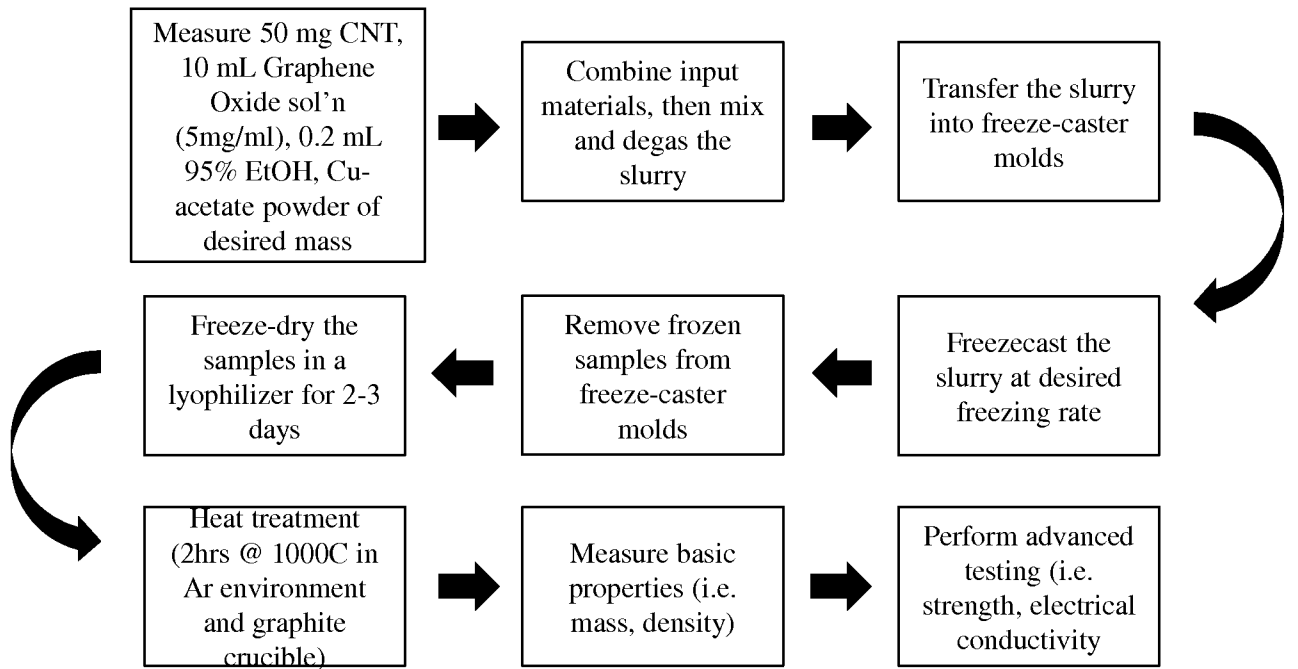 Measure 50 mg CNT,
10 mL Graphene
Oxide sol’n
(5mg/ml), 0.2 mL
95% EtOH, Cu-
acetate powder of
desired mass
Combine input
materials, then mix
and degas the
slurry
Transfer the slurry
into freeze-caster
molds
Freezecast the
slurry at desired
freezing rate
Remove frozen
samples from
freeze-caster
molds
Freeze-dry the
samples in a
lyophilizer for 2-3
days
Heat treatment
(2hrs @ 1000C in
Ar environment
and graphite
crucible)
Measure basic
properties (i.e.
mass, density)
Perform advanced
testing (i.e.
strength, electrical
conductivity